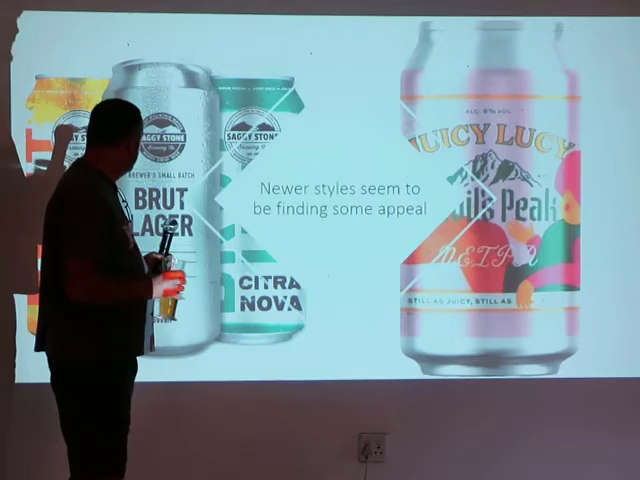 SAGGY STONE
BREWER'S SMALL BATCH
BRUT
LAGER
SAGGY STONE
CITRA
NOVA
Newer styles seem to
be finding some appeal
ALC. 6% VOL.
JUICY LUCY
Peak
NEIPA
STILL AS JUICY, STILL AS